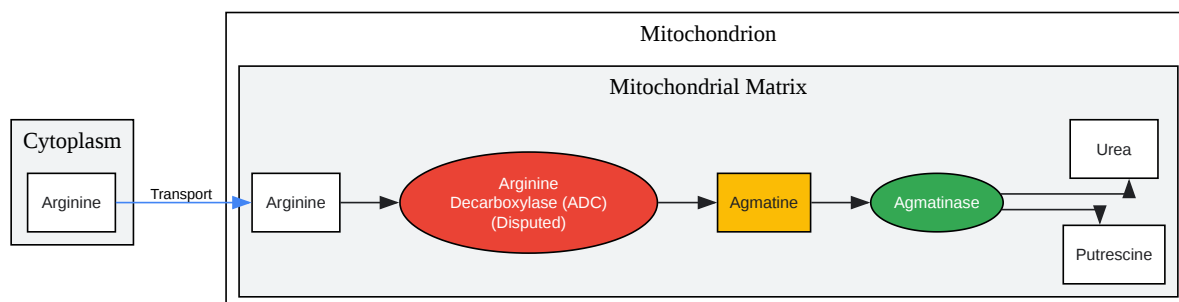 Mitochondrion
Mitochondrial Matrix
Cytoplasm
Arginine
Transport
Arginine
Arginine
Decarboxylase (ADC)
(Disputed)
Agmatine
Agmatinase
Urea
Putrescine